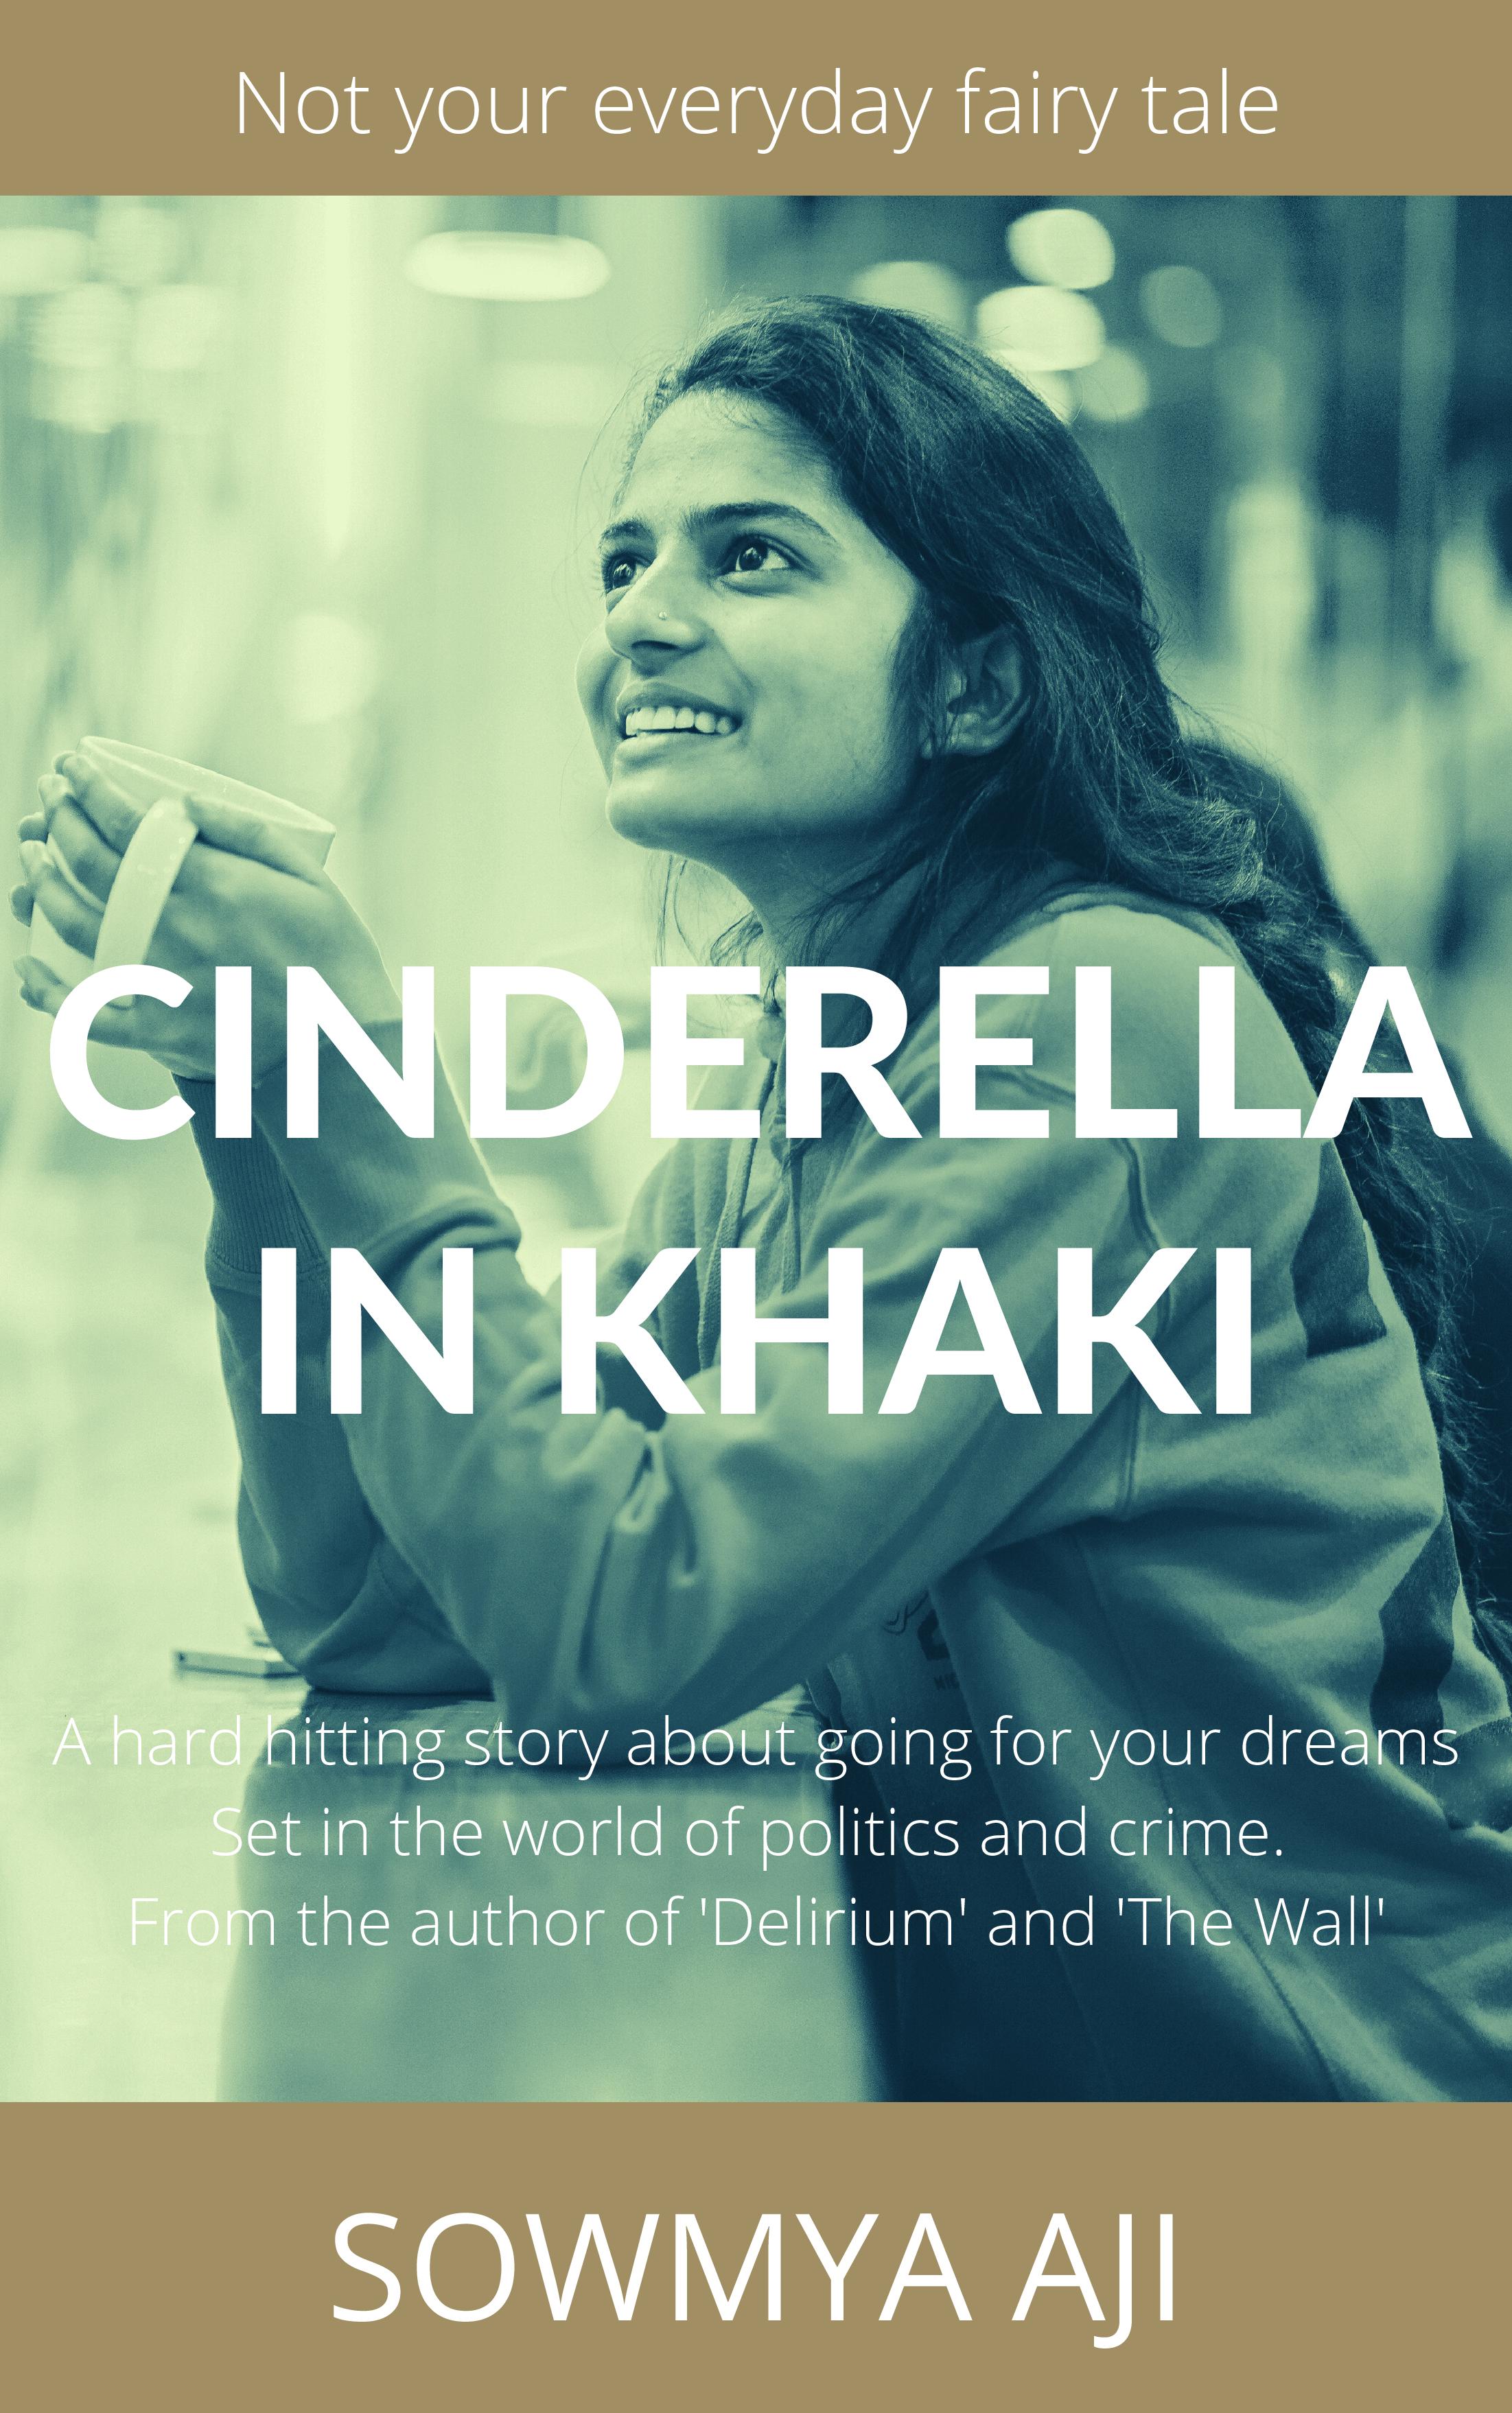 Not your everyday fairy tale
CINDERELLA
IN KHAKI
A hard hitting story about going for your dreams
Set in the world of politics and crime.
From the author of 'Delirium' and 'The Wall'
SOWMYA AJI